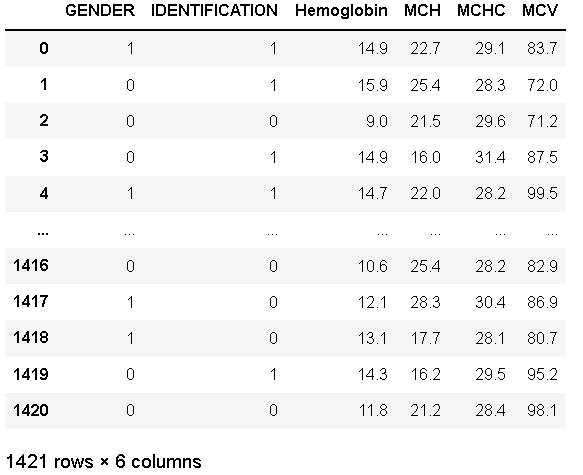 GENDER IDENTIFICATION Hemoglobin MCH MCHC MCV
0 1 1 14.9 22.7 29.1 83.7
1 0 1 15.9 25.4 28.3 72.0
2 0 0 9.0 21.5 29.6 71.2
3 0 1 14.9 16.0 31.4 87.5
4 1 1 14.7 22.0 28.2 99.5
... ... ... ... ... ... ...
1416 0 0 10.6 25.4 28.2 82.9
1417 1 0 12.1 28.3 30.4 86.9
1418 1 0 13.1 17.7 28.1 80.7
1419 0 1 14.3 16.2 29.5 95.2
1420 0 0 11.8 21.2 28.4 98.1
1421 rows × 6 columns